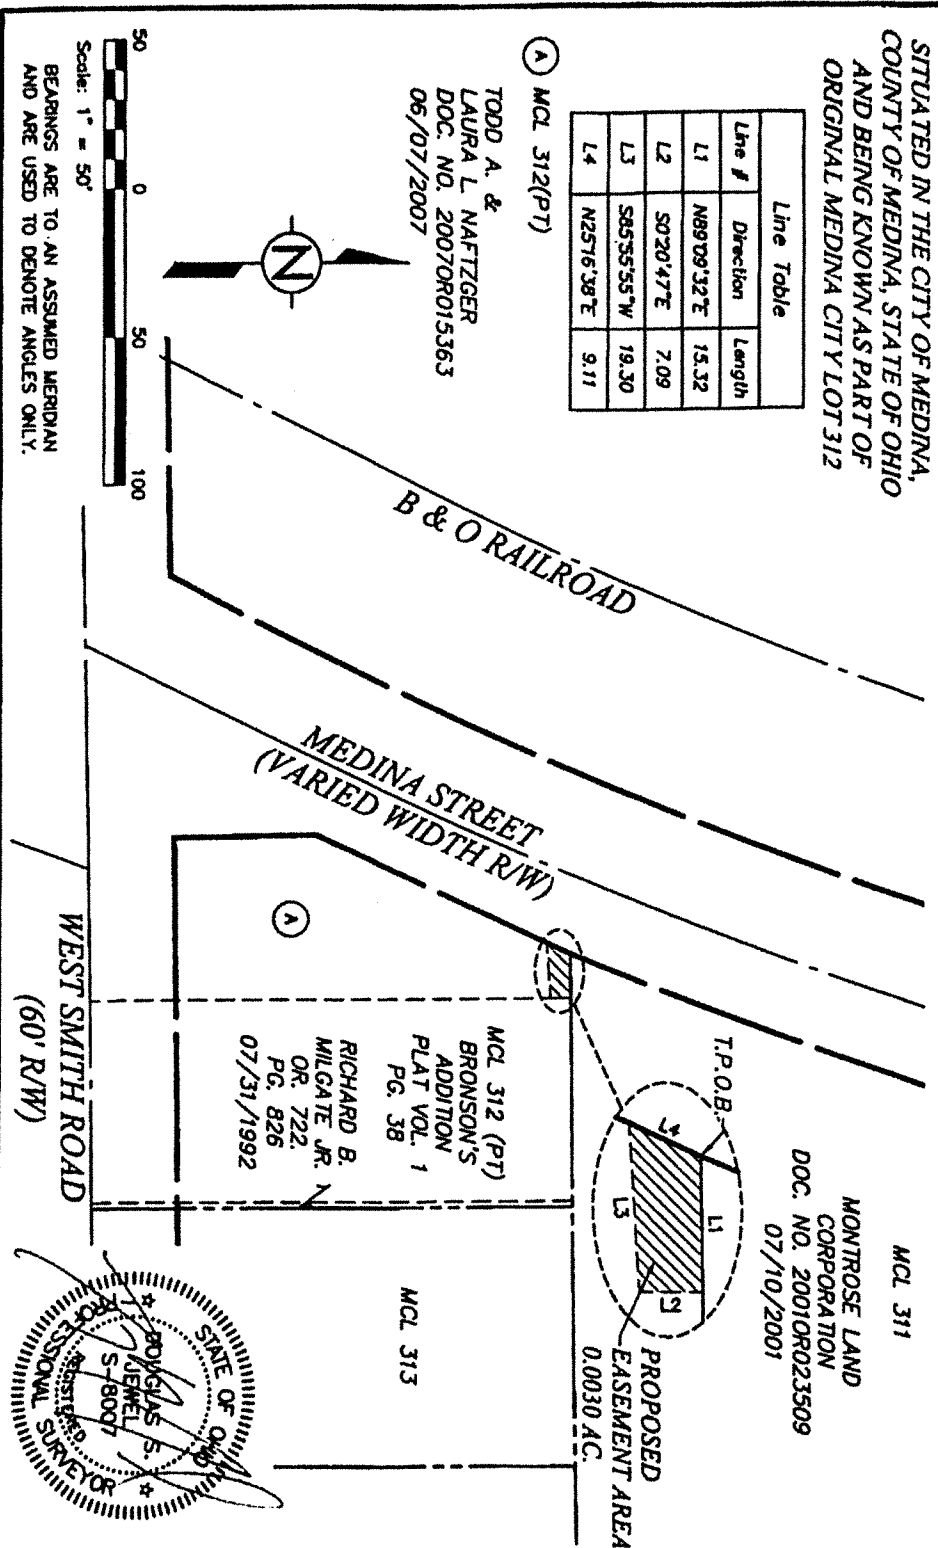 SITUATED IN THE CITY OF MEDINA,
COUNTY OF MEDINA, STATE OF OHIO
AND BEING KNOWN AS PART OF
ORIGINAL MEDINA CITY LOT 312
Line Table
Line # Direction Length
L1 N89°09'32"E 15.32
L2 S0°20'47"E 7.09
L3 S85°55'55"W 19.30
L4 N25°16'38"E 9.11
A MCL 312(PT)
TODD A. &
LAURA L. NAFTZGER
DOC. NO. 2007OR015363
06/07/2007
N
50 0 50 100
Scale: 1" = 50'
BEARINGS ARE TO AN ASSUMED MERIDIAN
AND ARE USED TO DENOTE ANGLES ONLY.
B & O RAILROAD
MEDINA STREET
(VARIED WIDTH R/W)
A
WEST SMITH ROAD
(60' R/W)
MCL 312 (PT)
BRONSON'S
ADDITION
PLAT VOL. 1
PG. 38
RICHARD B.
MILGATE JR.
OR. 722.
PG. 826
07/31/1992
MCL 311
MONTROSE LAND
CORPORATION
DOC. NO. 2001OR023509
07/10/2001
T.P.O.B.
L4
L1
L3
L2
PROPOSED
EASEMENT AREA
0.0030 AC.
MCL 313
STATE OF OHIO
DOUGLAS S.
JEWELL
S-8007
REGISTERED
PROFESSIONAL SURVEYOR